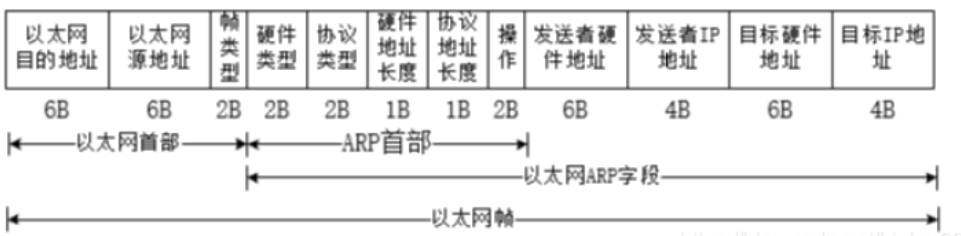 以太网
目的地址
以太网
源地址
帧
类
型
硬件
类型
协议
类型
硬件
地址
长度
协议
地址
长度
操
作
发送者硬
件地址
发送者IP
地址
目标硬件
地址
目标IP地
址
6B 6B 2B 2B 2B 1B 1B 2B 6B 4B 6B 4B
以太网首部 ARP首部
以太网ARP字段
以太网帧